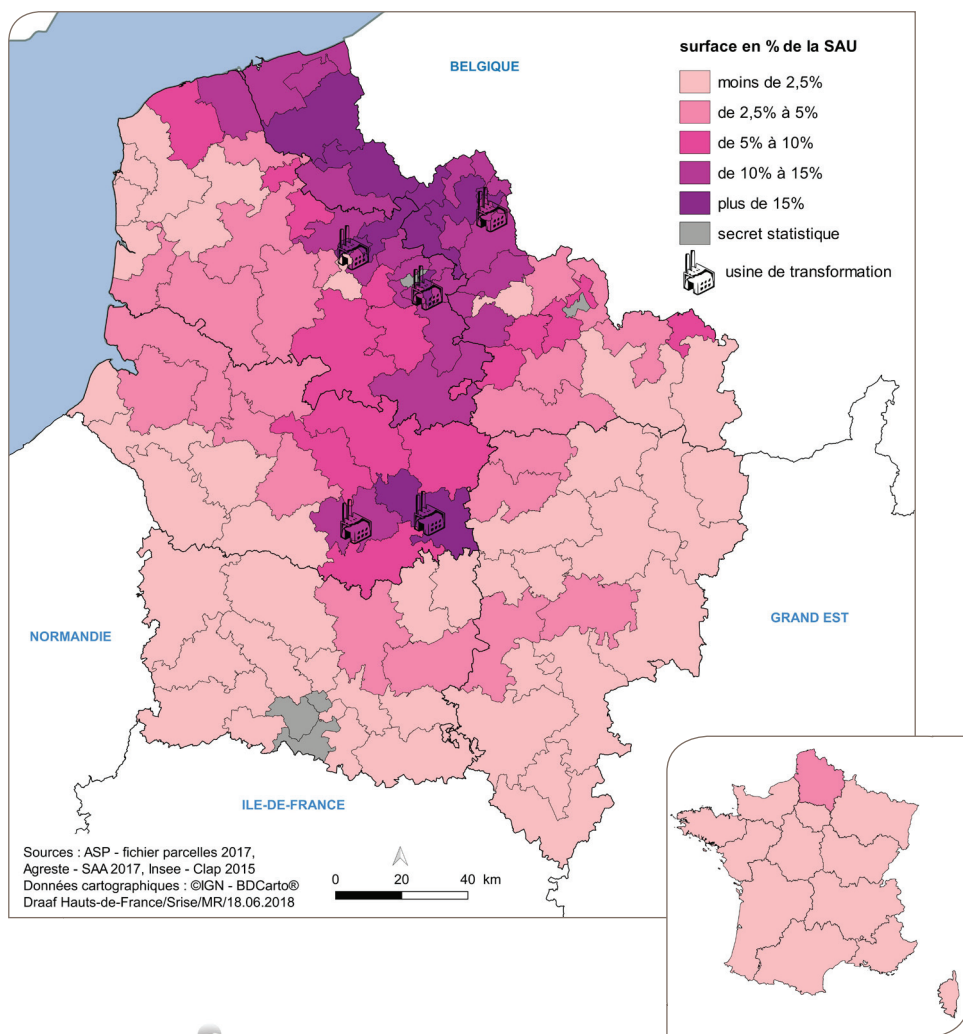 surface en % de la SAU
BELGIQUE
moins de 2,5%
de 2,5% à 5%
de 5% à 10%
de 10% à 15%
plus de 15%
secret statistique
usine de transformation
NORMANDIE
GRAND EST
ILE-DE-FRANCE
Sources : ASP - fichier parcelles 2017,
Agreste - SAA 2017, Insee - Clap 2015
Données cartographiques : ©IGN - BDCarto®
Draaf Hauts-de-France/Srise/MR/18.06.2018
0 20 40 km